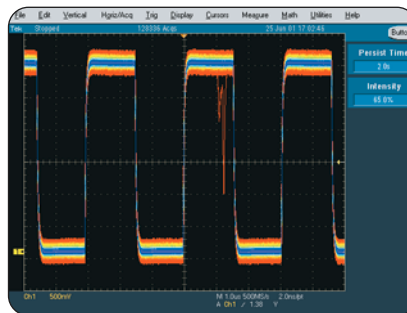 File Edit Vertical Horiz/Acq Trig Display Cursors Measure Math Utilities Help
Tek Stopped 128336 Acqs 25 Jun 01 17:02:46 Butto
Persist Time
2.0s
Intensity
65.0%
Ch1 500mV M 1.0us 500MS/s 2.0ns/pt
A Ch1 / 1.38 V